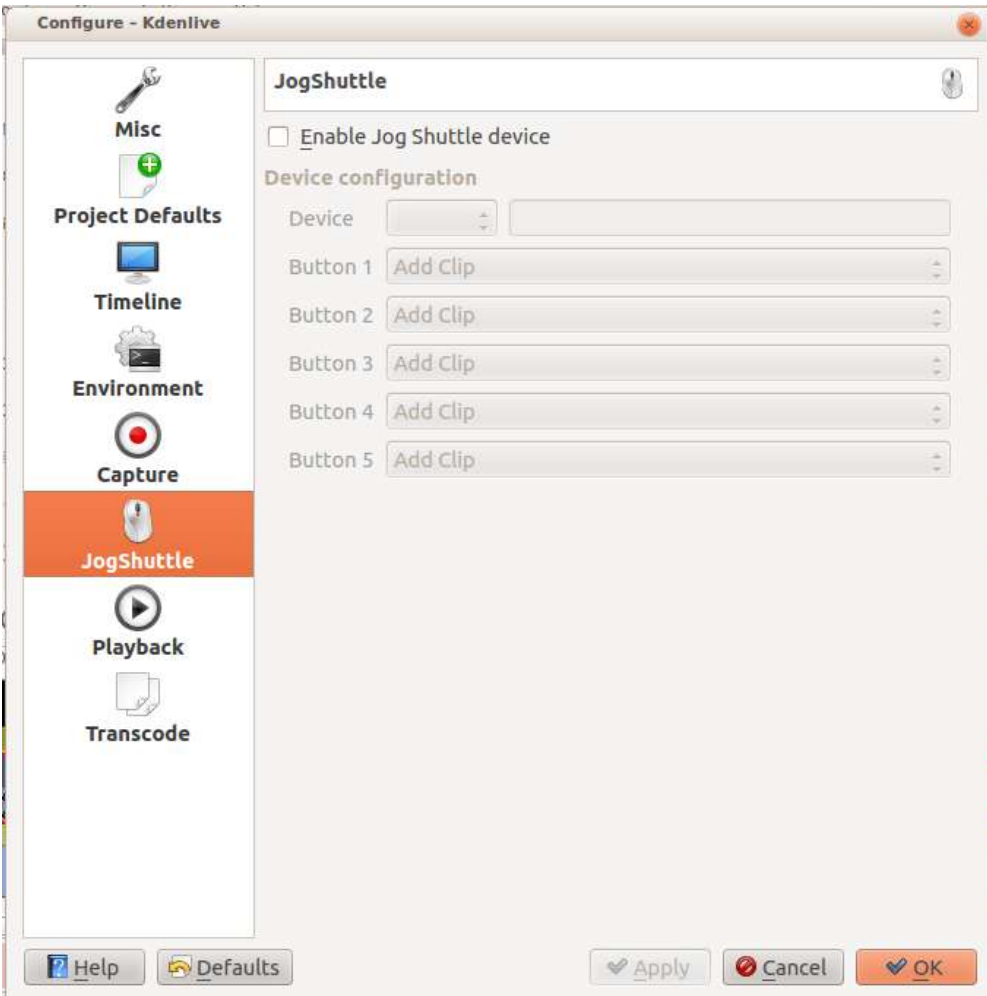 Configure – Kdenlive
Misc
Project Defaults
Timeline
Environment
Capture
JogShuttle
Playback
Transcode
JogShuttle
Enable Jog Shuttle device
Device configuration
Device
Button 1 Add Clip
Button 2 Add Clip
Button 3 Add Clip
Button 4 Add Clip
Button 5 Add Clip
Help Defaults Apply Cancel OK